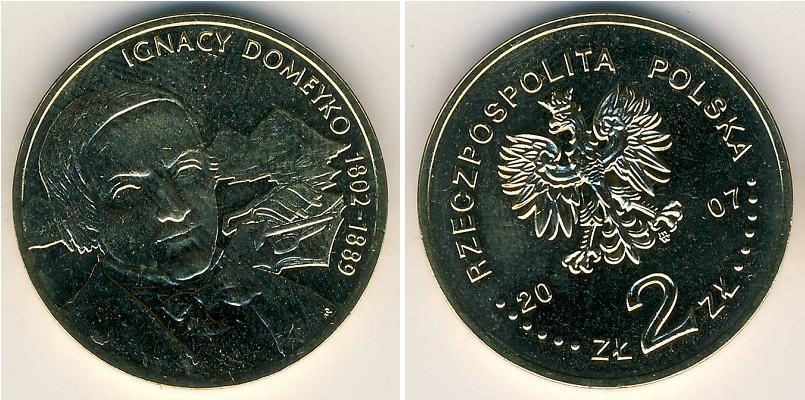 IGNACY DOMEYKO 1802-1889
RZECZPOSPOLITA POLSKA
20 07
ZŁ 2 ZŁ